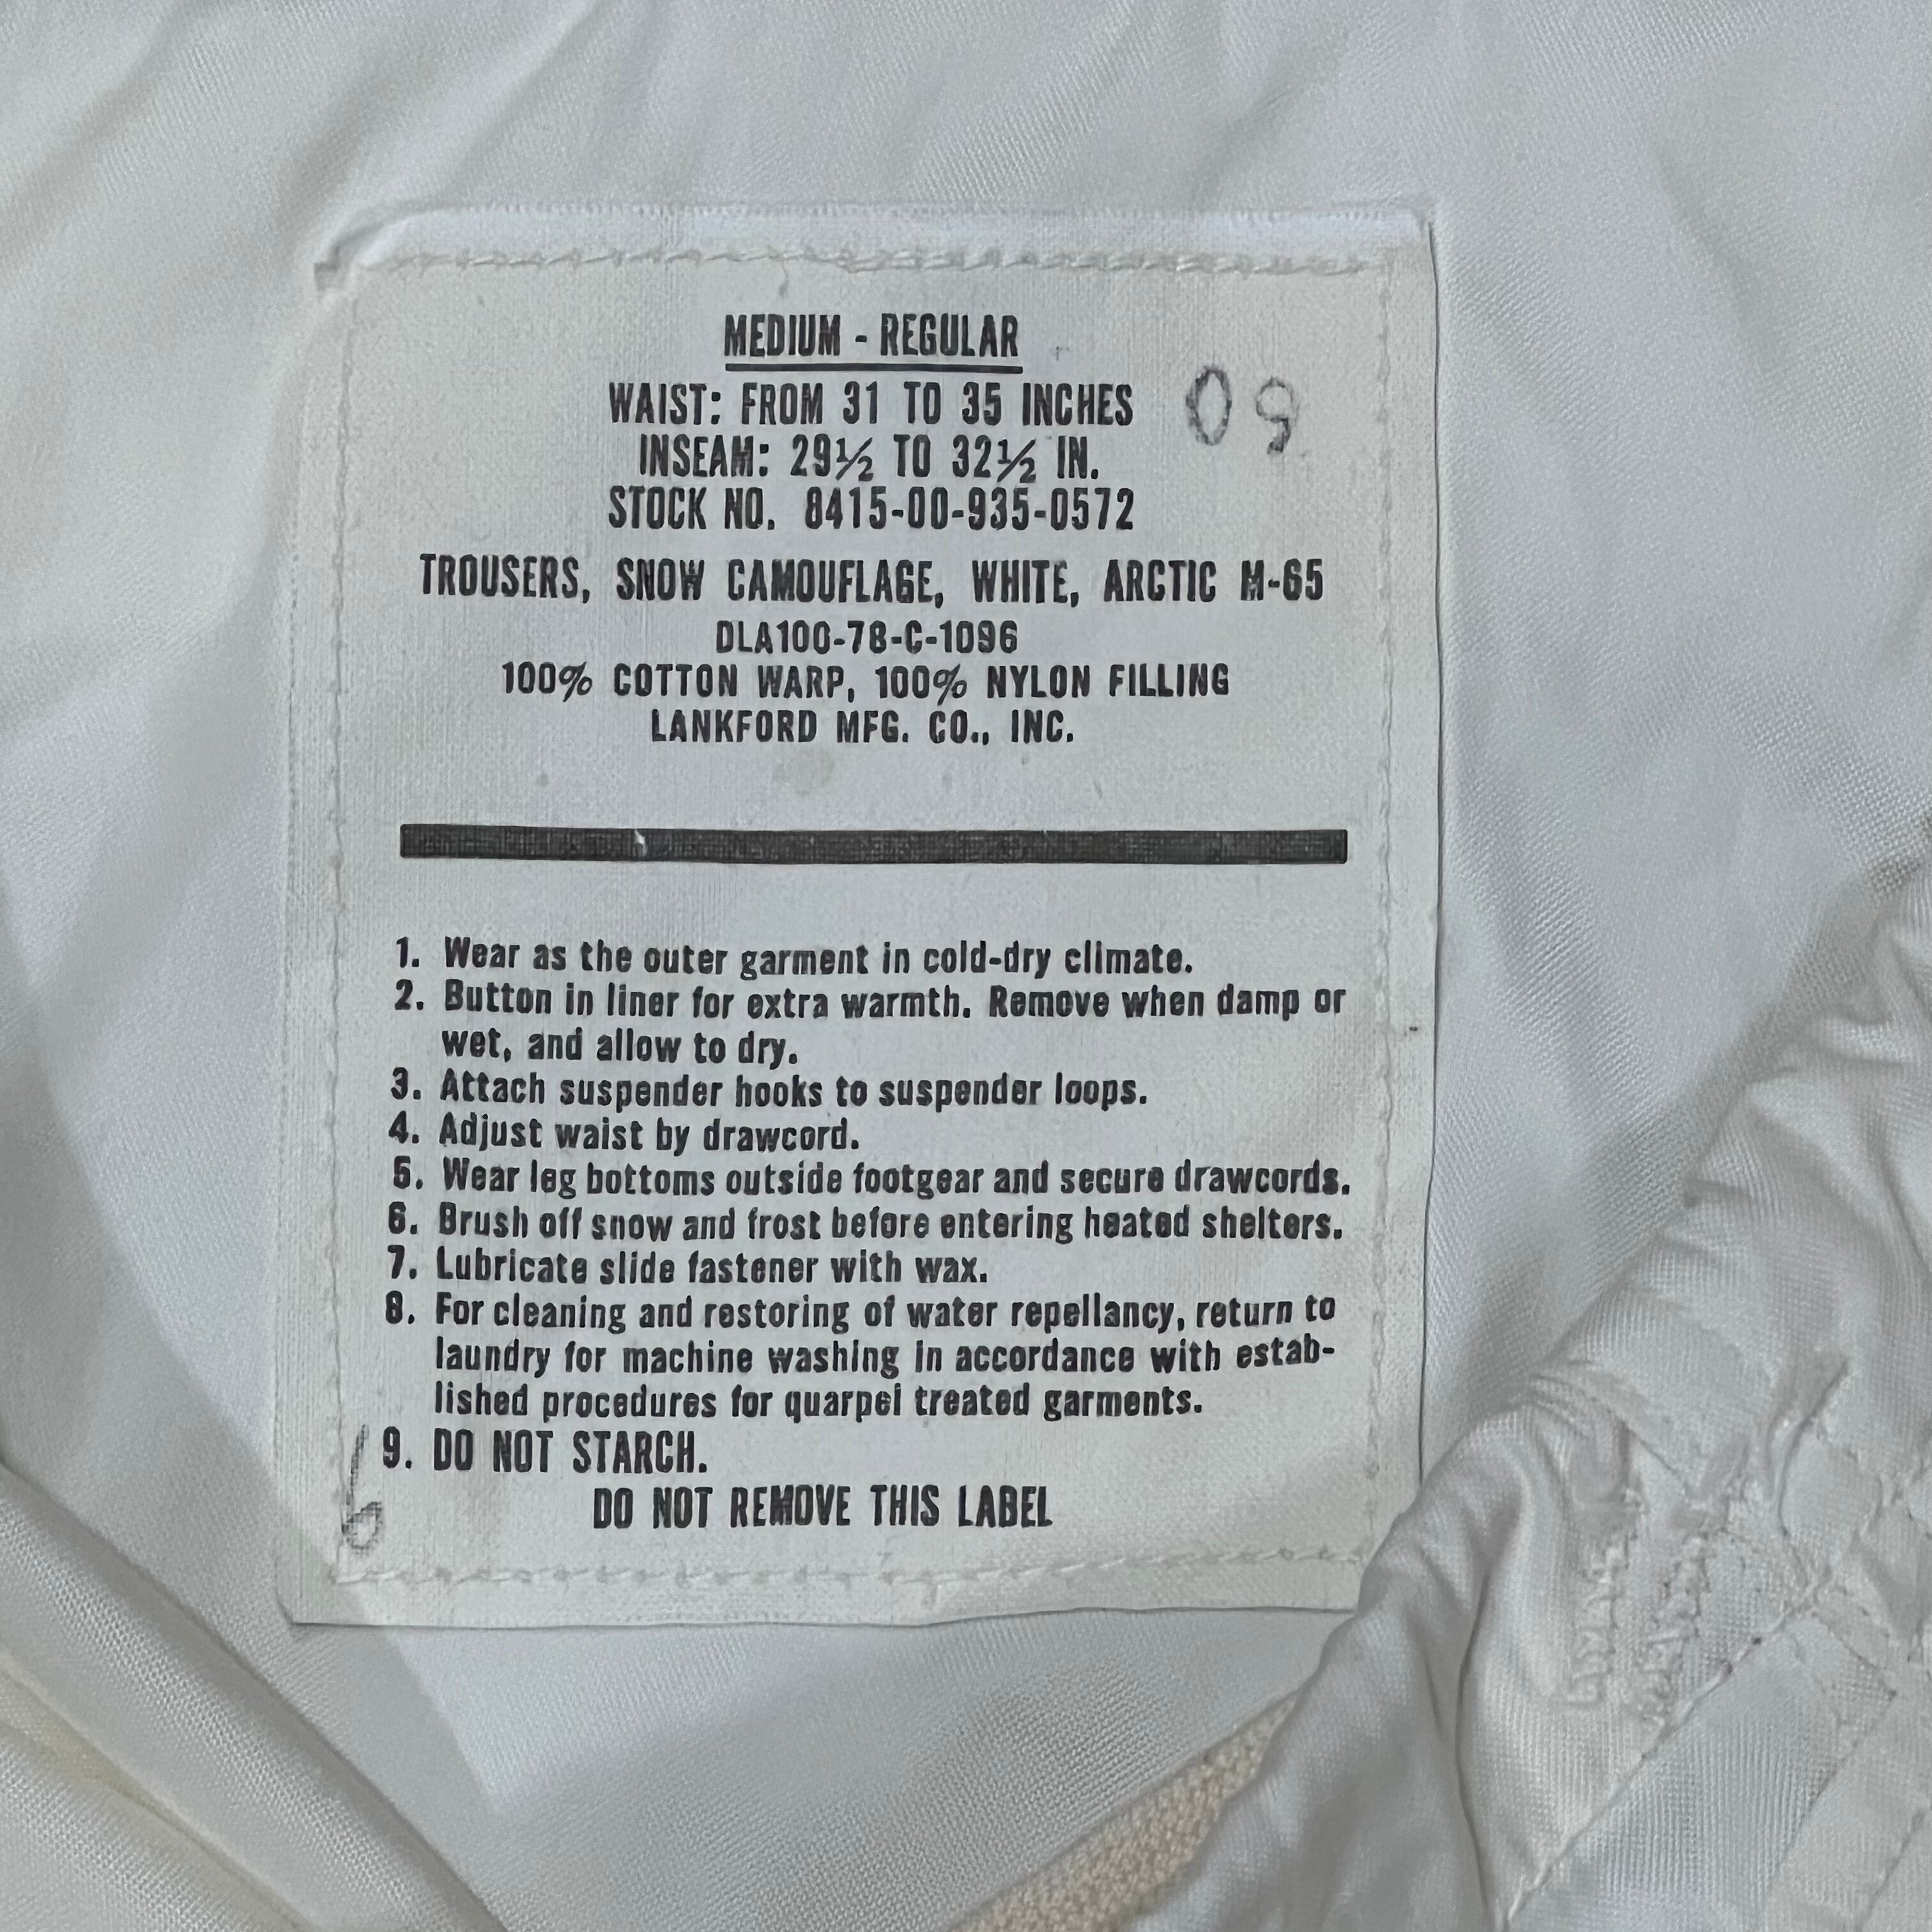 MEDIUM - REGULAR
WAIST: FROM 31 TO 35 INCHES
INSEAM: 29½ TO 32½ IN.
STOCK NO. 8415-00-935-0572
TROUSERS, SNOW CAMOUFLAGE, WHITE, ARCTIC M-65
DLA100-78-C-1096
100% COTTON WARP, 100% NYLON FILLING
LANKFORD MFG. CO., INC.
1. Wear as the outer garment in cold-dry climate.
2. Button in liner for extra warmth. Remove when damp or
wet, and allow to dry.
3. Attach suspender hooks to suspender loops.
4. Adjust waist by drawcord.
5. Wear leg bottoms outside footgear and secure drawcords.
6. Brush off snow and frost before entering heated shelters.
7. Lubricate slide fastener with wax.
8. For cleaning and restoring of water repellancy, return to
laundry for machine washing in accordance with estab-
lished procedures for quarpel treated garments.
9. DO NOT STARCH.
DO NOT REMOVE THIS LABEL